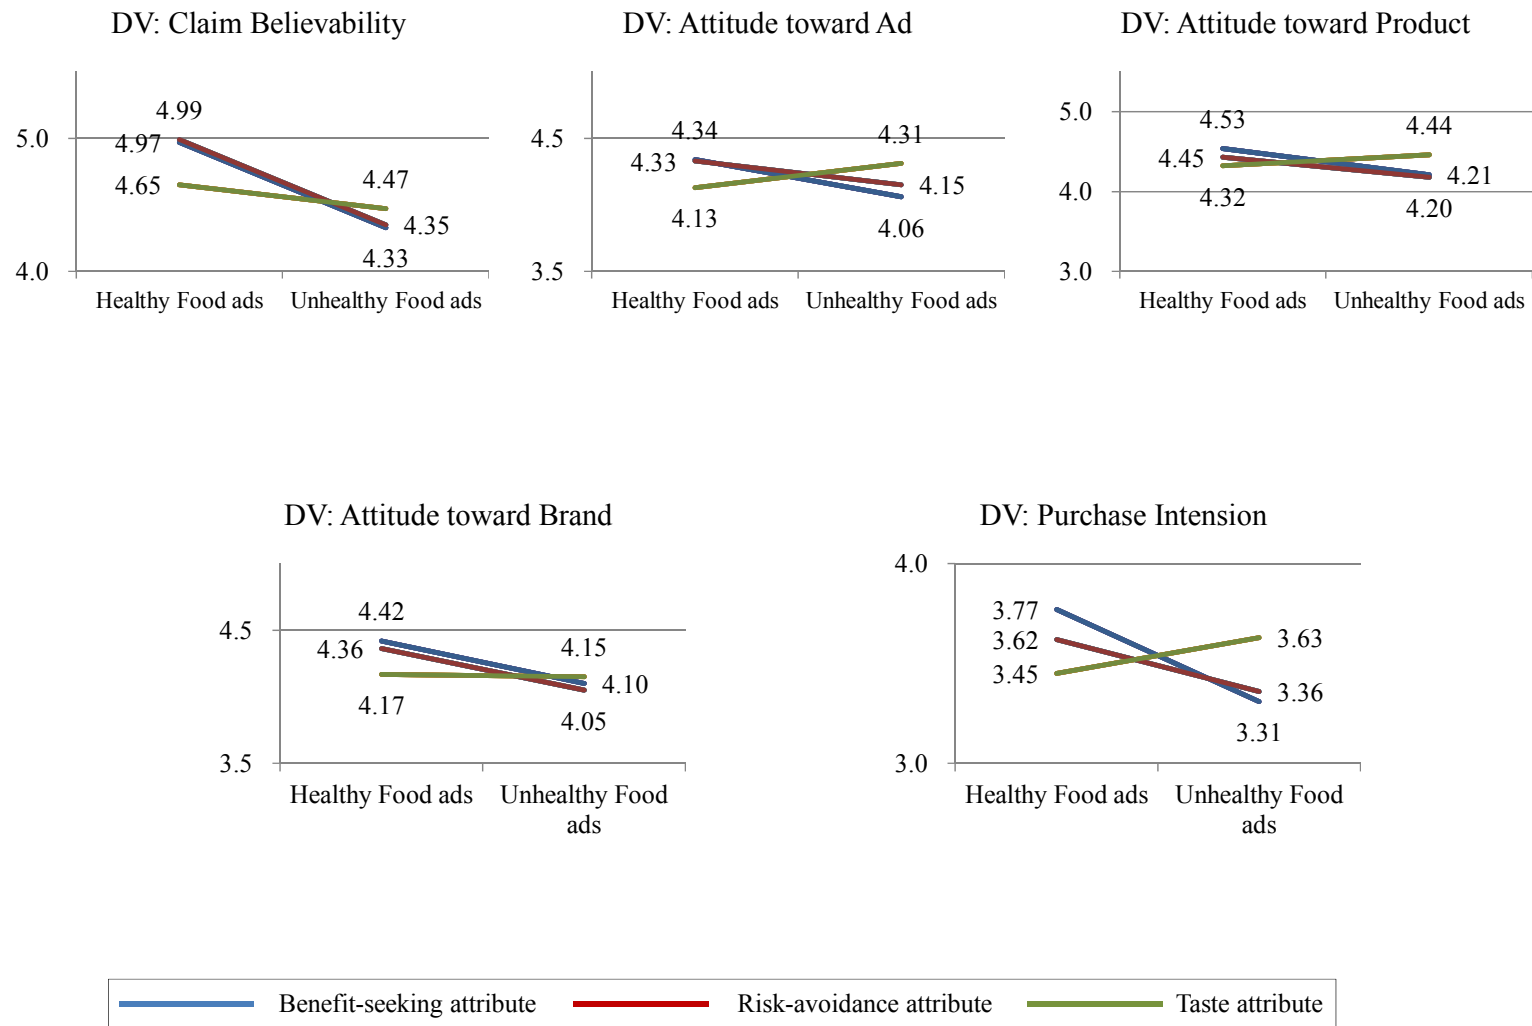 DV: Claim Believability
5.0
4.0
4.99
4.97
4.65
4.47
4.35
4.33
Healthy Food ads
Unhealthy Food ads
DV: Attitude toward Ad
4.5
3.5
4.34
4.33
4.13
4.31
4.15
4.06
Healthy Food ads
Unhealthy Food ads
DV: Attitude toward Product
5.0
4.0
3.0
4.53
4.45
4.32
4.44
4.21
4.20
Healthy Food ads
Unhealthy Food ads
DV: Attitude toward Brand
4.5
3.5
4.42
4.36
4.17
4.15
4.10
4.05
Healthy Food ads
Unhealthy Food
ads
DV: Purchase Intension
4.0
3.0
3.77
3.62
3.45
3.63
3.36
3.31
Healthy Food ads
Unhealthy Food
ads
Benefit-seeking attribute
Risk-avoidance attribute
Taste attribute